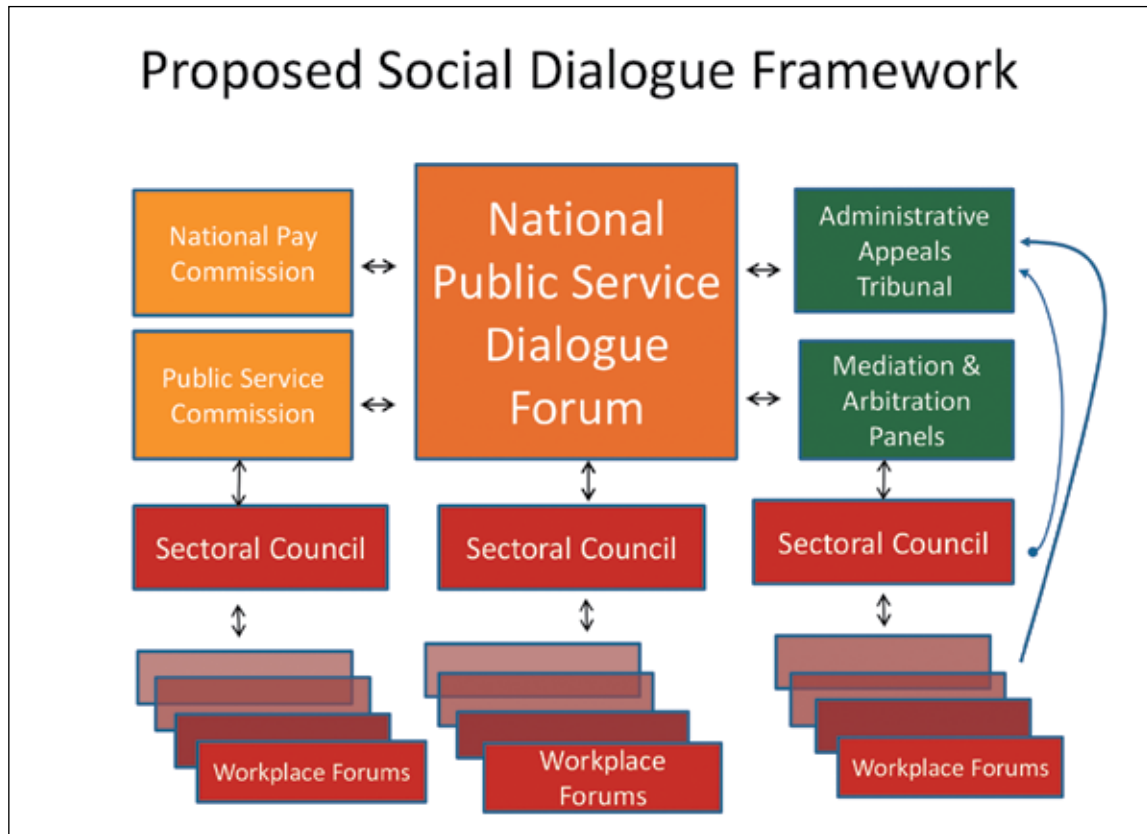 Proposed Social Dialogue Framework
National Pay
Commission
Public Service
Commission
National
Public Service
Dialogue
Forum
Administrative
Appeals
Tribunal
Mediation &
Arbitration
Panels
Sectoral Council
Sectoral Council
Sectoral Council
Workplace Forums
Workplace
Forums
Workplace Forums